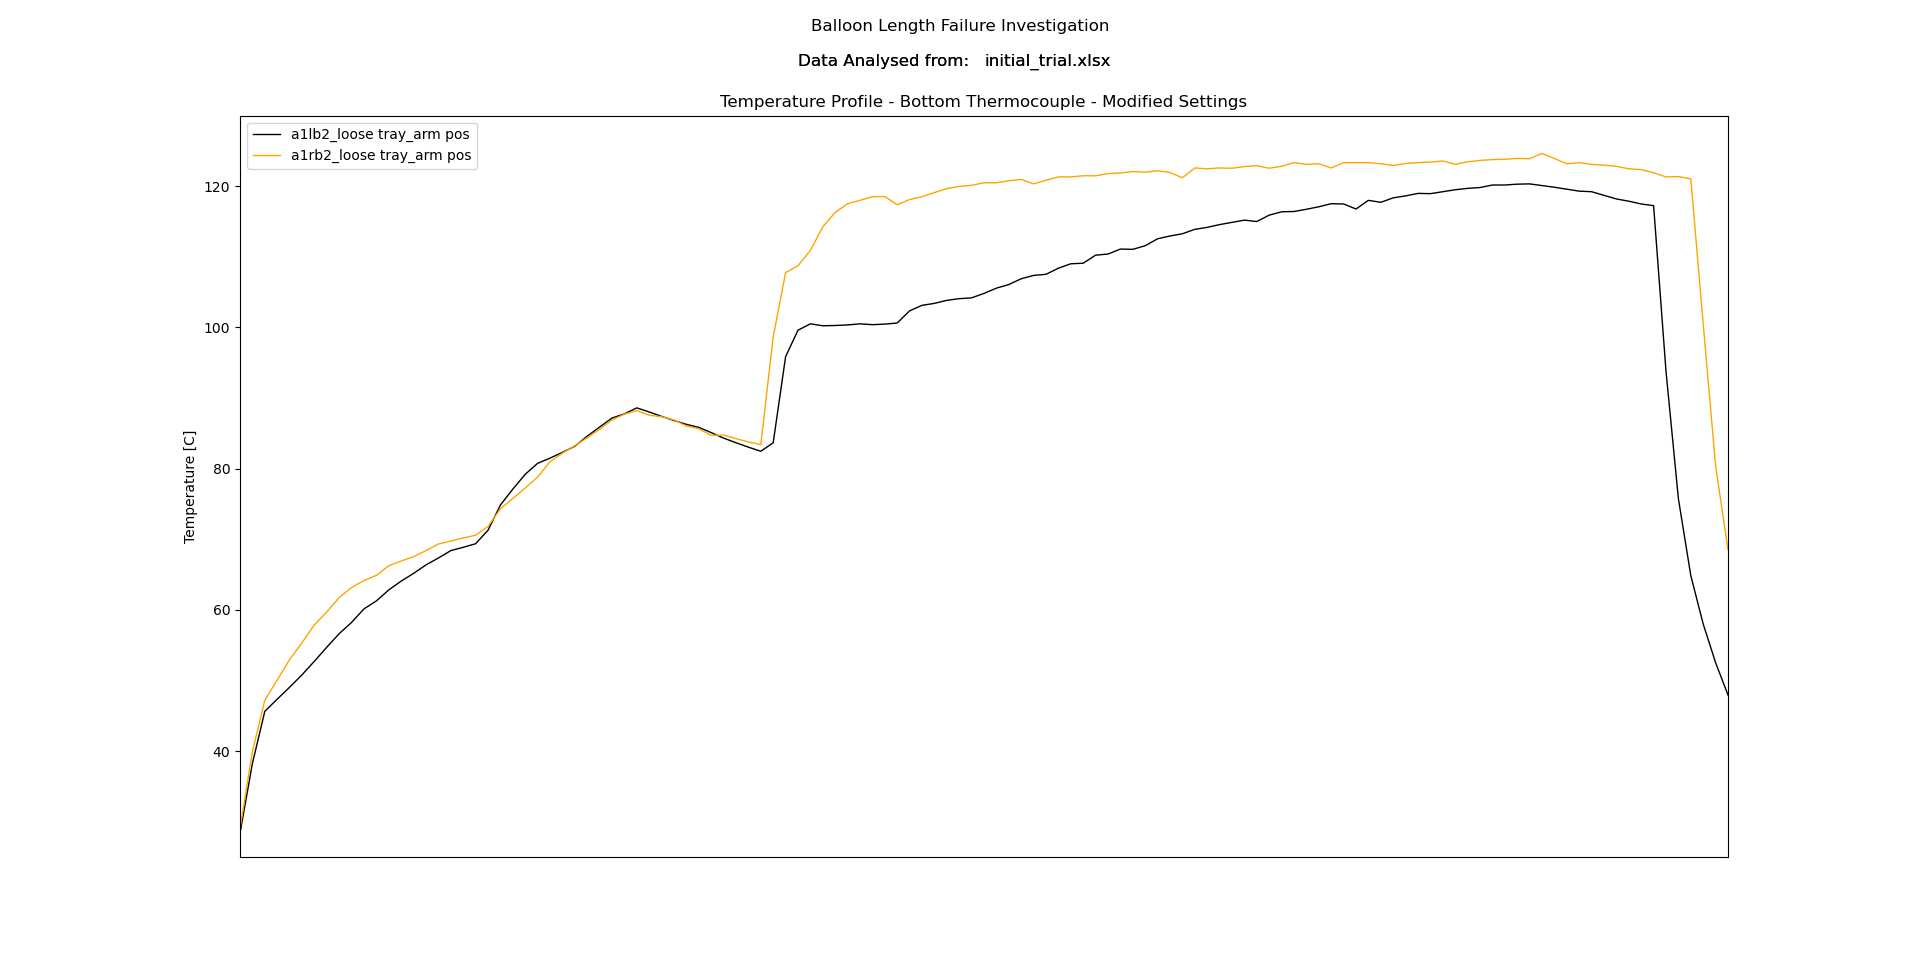 Balloon Length Failure Investigation
Data Analysed from:   initial_trial.xlsx
Temperature Profile - Bottom Thermocouple - Modified Settings
a1lb2_loose tray_arm pos
a1rb2_loose tray_arm pos
120
100
80
60
40
Temperature [C]